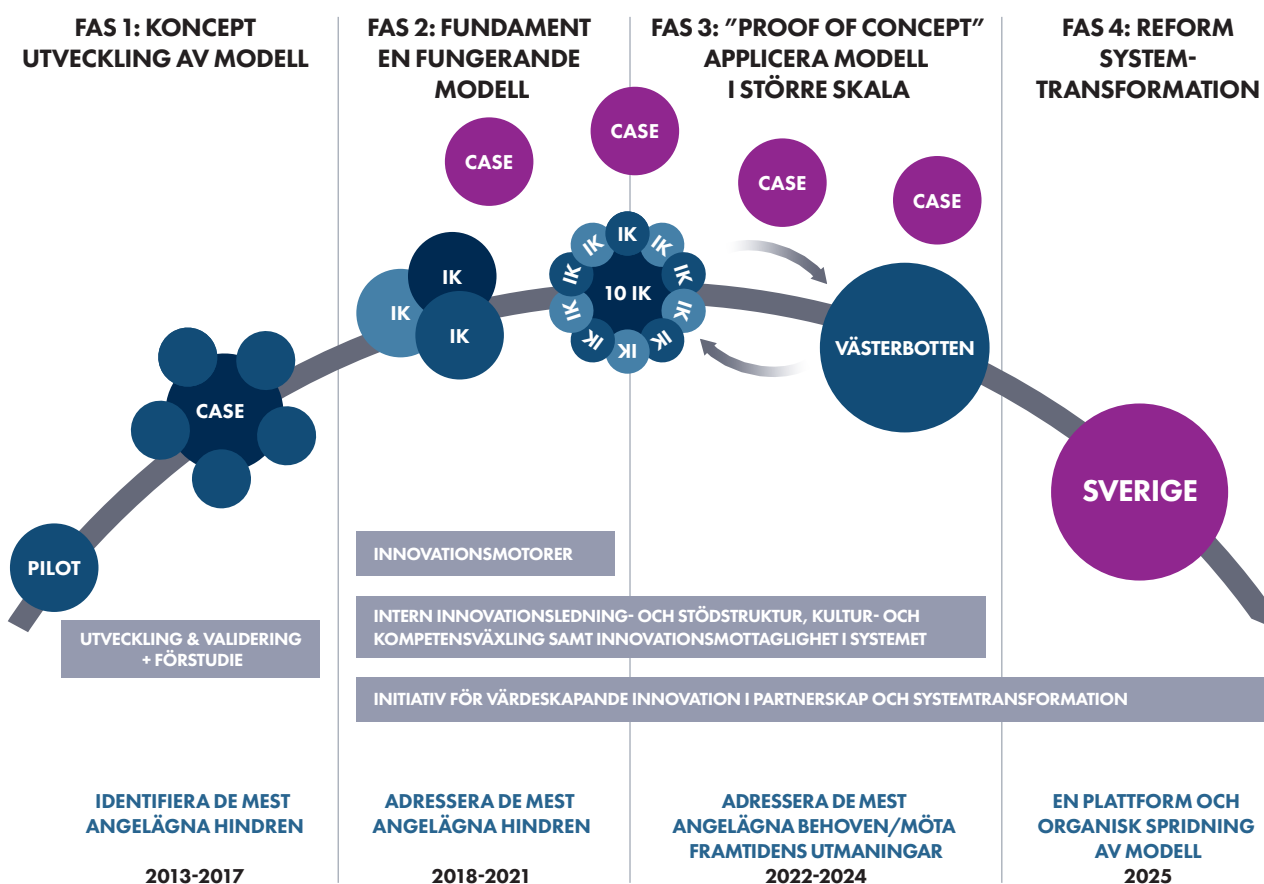 FAS 1: KONCEPT
UTVECKLING AV MODELL
FAS 2: FUNDAMENT
EN FUNGERANDE
MODELL
FAS 3: ”PROOF OF CONCEPT”
APPLICERA MODELL
I STÖRRE SKALA
FAS 4: REFORM
SYSTEM-
TRANSFORMATION
CASE
CASE
CASE
CASE
IK
IK
IK
IK
IK
IK
IK
IK
IK
IK
IK
IK
IK
10 IK
VÄSTERBOTTEN
CASE
SVERIGE
PILOT
INNOVATIONSMOTORER
INTERN INNOVATIONSLEDNING- OCH STÖDSTRUKTUR, KULTUR- OCH
KOMPETENSVÄXLING SAMT INNOVATIONSMOTTAGLIGHET I SYSTEMET
UTVECKLING & VALIDERING
+ FÖRSTUDIE
INITIATIV FÖR VÄRDESKAPANDE INNOVATION I PARTNERSKAP OCH SYSTEMTRANSFORMATION
IDENTIFIERA DE MEST
ANGELÄGNA HINDREN
2013-2017
ADRESSERA DE MEST
ANGELÄGNA HINDREN
2018-2021
ADRESSERA DE MEST
ANGELÄGNA BEHOVEN/MÖTA
FRAMTIDENS UTMANINGAR
2022-2024
EN PLATTFORM OCH
ORGANISK SPRIDNING
AV MODELL
2025